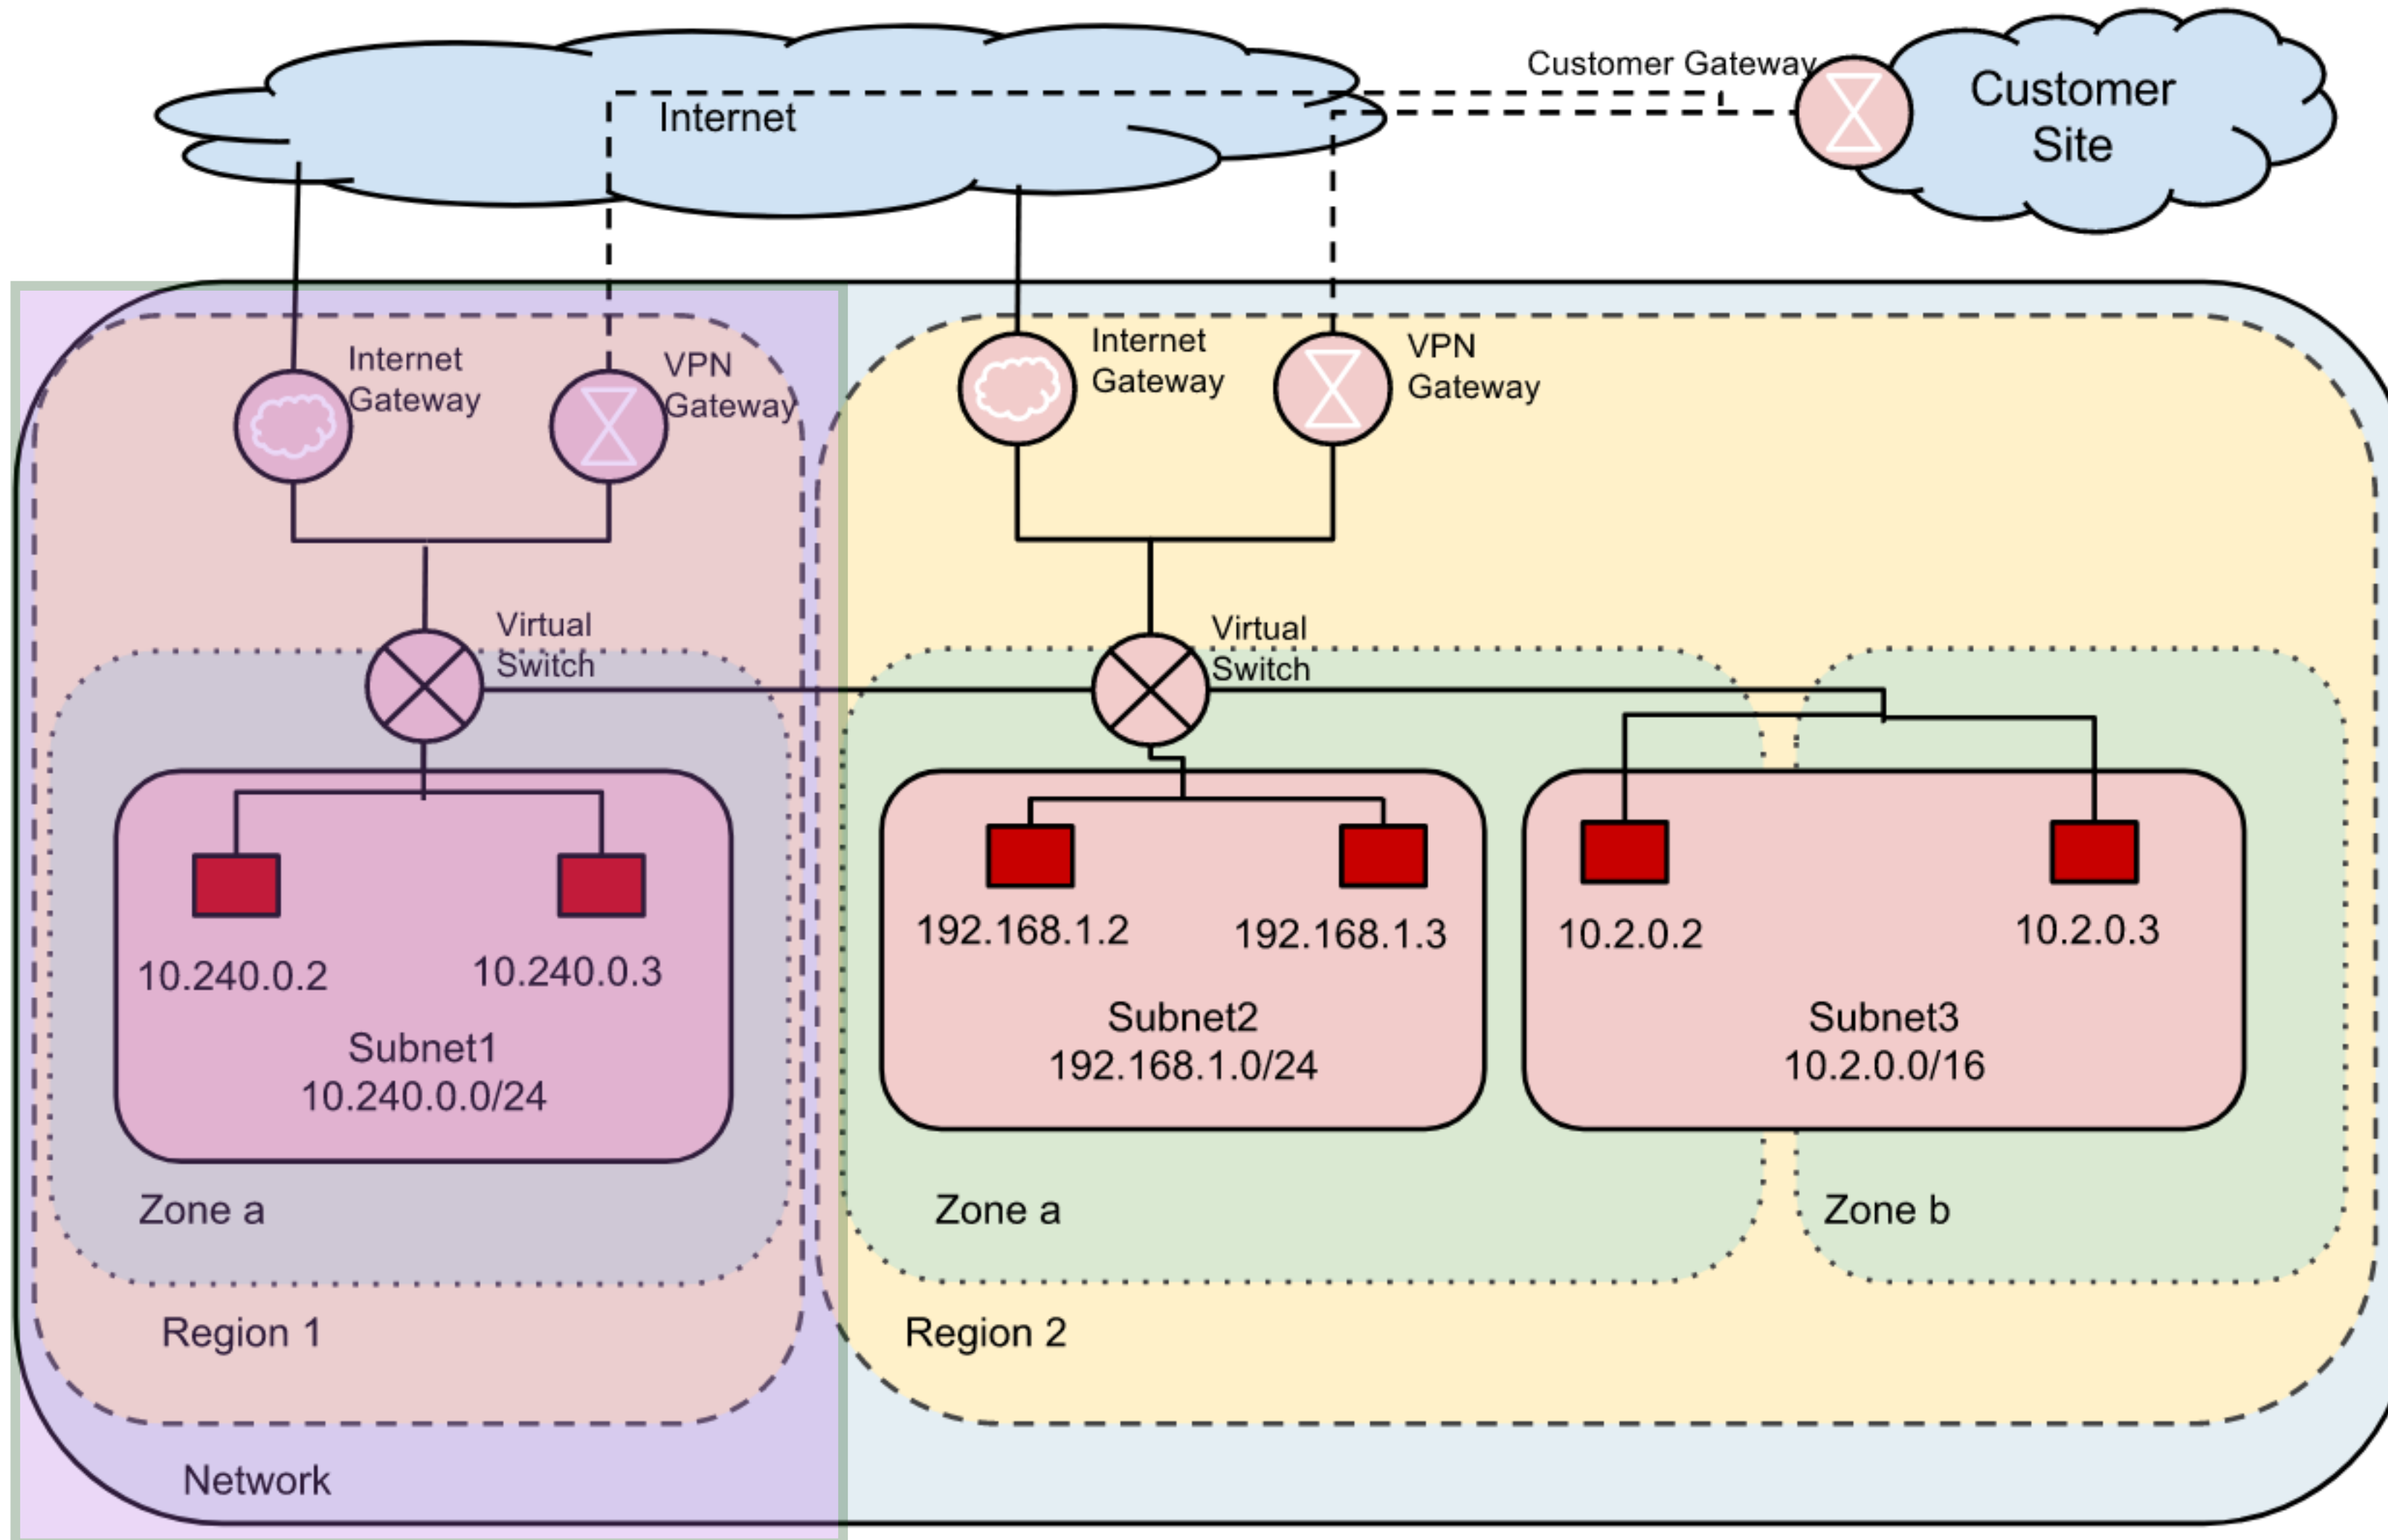 Customer Gateway
Customer
Site
Internet
Internet
Gateway
VPN
Gateway
Internet
Gateway
VPN
Gateway
Virtual
Switch
Virtual
Switch
10.240.0.2
10.240.0.3
Subnet1
10.240.0.0/24
192.168.1.2
192.168.1.3
Subnet2
192.168.1.0/24
10.2.0.2
10.2.0.3
Subnet3
10.2.0.0/16
Zone a
Zone a
Zone b
Region 1
Region 2
Network